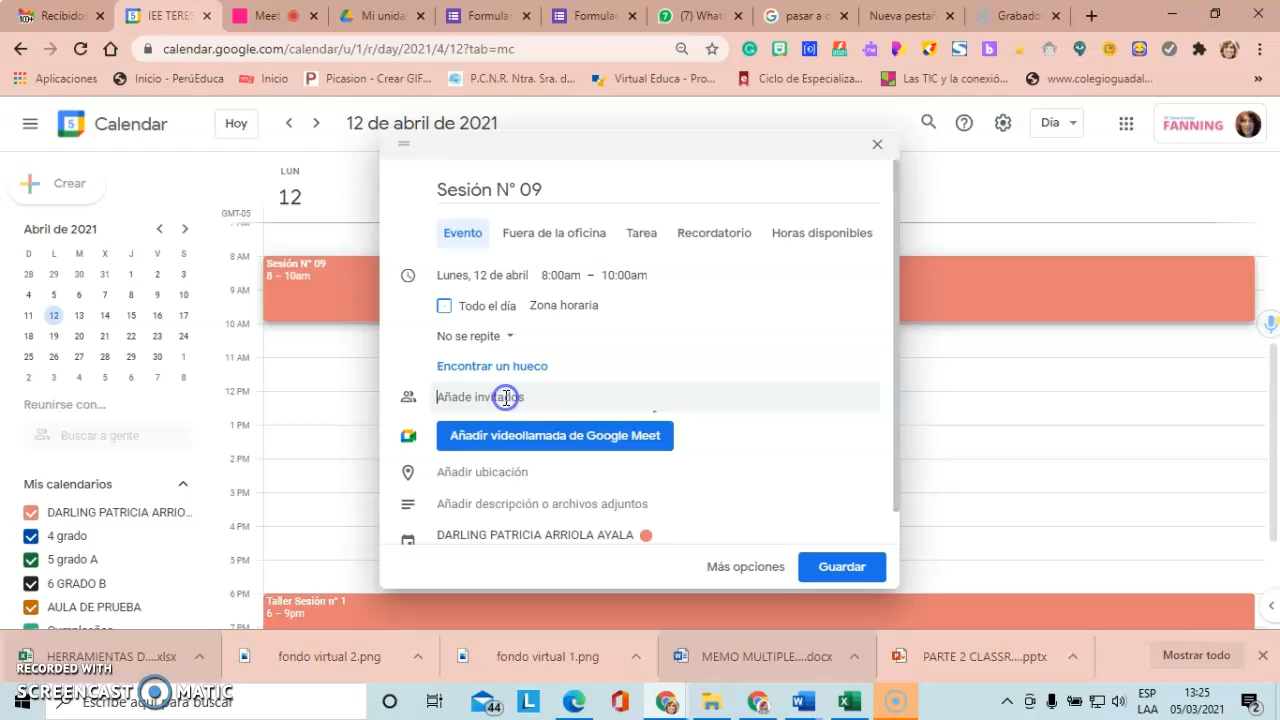 Recibidos
IEE TERES
Meet
Mi unida
Formular
Formular
(7) What
pasar a c
Nueva pestañ
Grabado
calendar.google.com/calendar/u/1/r/day/2021/4/12?tab=mc
Aplicaciones
Inicio - PerúEduca
Inicio
Picasion - Crear GIF...
P.C.N.R. Ntra. Sra. d...
Virtual Educa - Pro...
Ciclo de Especializa...
Las TIC y la conexió...
www.colegioguadal...
»
Calendar
Hoy
12 de abril de 2021
Día
FANNING
Crear
LUN
12
GMT-05
Abril de 2021
D L M X J V S
28 29 30 31 1 2 3
4 5 6 7 8 9 10
11 12 13 14 15 16 17
18 19 20 21 22 23 24
25 26 27 28 29 30 1
2 3 4 5 6 7 8
Reunirse con...
Buscar a gente
Mis calendarios
DARLING PATRICIA ARRIO...
4 grado
5 grado A
6 GRADO B
AULA DE PRUEBA
Cumpleaños
8 AM
9 AM
10 AM
11 AM
12 PM
1 PM
2 PM
3 PM
4 PM
5 PM
6 PM
7 PM
Sesión N° 09
8 – 10am
Taller Sesión n° 1
6 – 9pm
Sesión N° 09
Evento
Fuera de la oficina
Tarea
Recordatorio
Horas disponibles
Lunes, 12 de abril 8:00am – 10:00am
Todo el día Zona horaria
No se repite
Encontrar un hueco
Añade invitados
Añadir videollamada de Google Meet
Añadir ubicación
Añadir descripción o archivos adjuntos
DARLING PATRICIA ARRIOLA AYALA
Más opciones
Guardar
HERRAMIENTAS D....xlsx
fondo virtual 2.png
fondo virtual 1.png
MEMO MULTIPLE....docx
PARTE 2 CLASSR....pptx
Mostrar todo
RECORDED WITH
SCREENCAST MATIC
Escribe aquí para buscar
44
ESP
LAA
13:25
05/03/2021
2